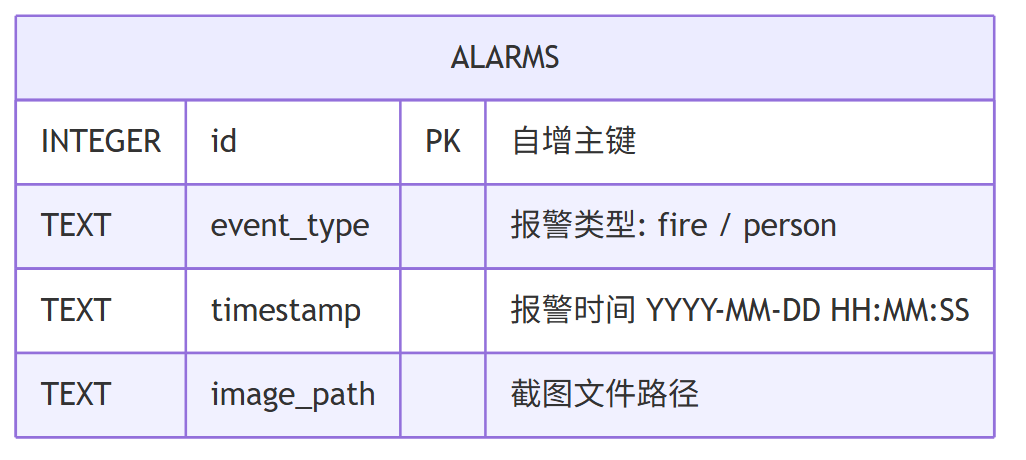 ALARMS
INTEGER id PK 自增主键
TEXT event_type 报警类型: fire / person
TEXT timestamp 报警时间 YYYY-MM-DD HH:MM:SS
TEXT image_path 截图文件路径